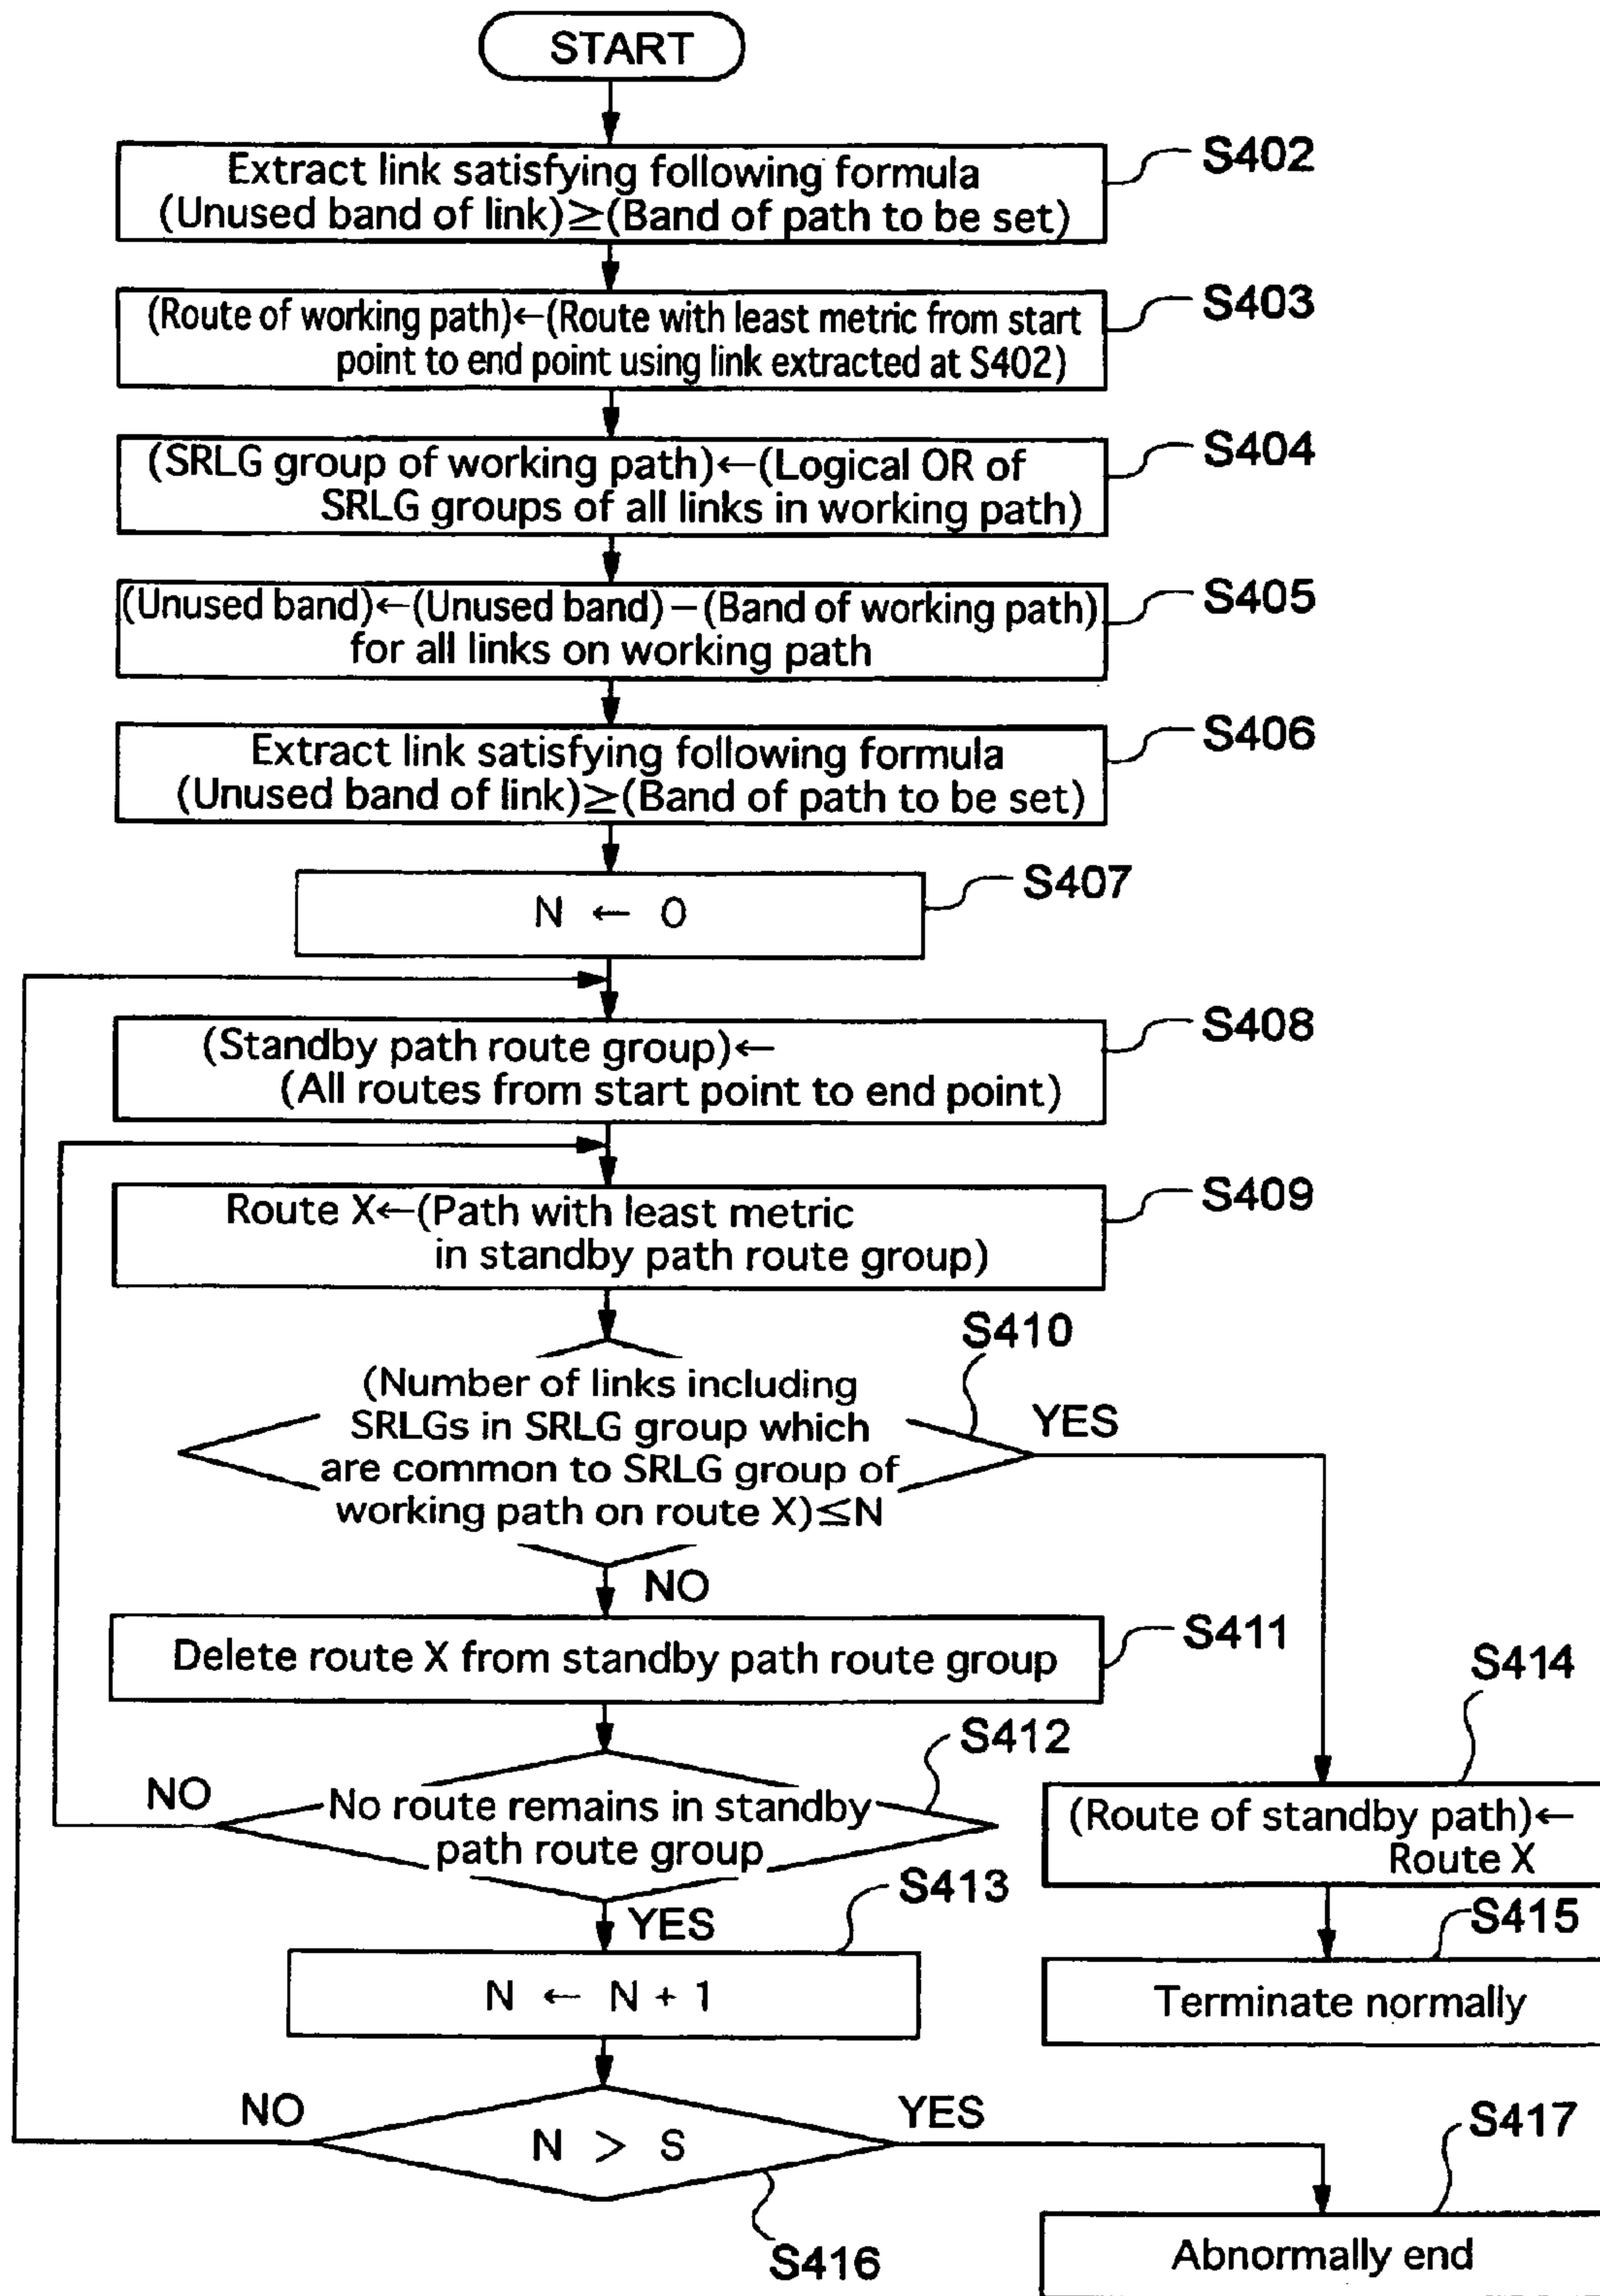 START
Extract link satisfying following formula
(Unused band of link)≥(Band of path to be set)
S402
(Route of working path)←(Route with least metric from start
point to end point using link extracted at S402)
S403
(SRLG group of working path)←(Logical OR of
SRLG groups of all links in working path)
S404
(Unused band)←(Unused band)−(Band of working path)
for all links on working path
S405
Extract link satisfying following formula
(Unused band of link)≥(Band of path to be set)
S406
N ← 0
S407
(Standby path route group)←
(All routes from start point to end point)
S408
Route X←(Path with least metric
in standby path route group)
S409
(Number of links including
SRLGs in SRLG group which
are common to SRLG group of
working path on route X)≤N
S410
YES
NO
Delete route X from standby path route group
S411
No route remains in standby
path route group
S412
NO
YES
N ← N + 1
S413
(Route of standby path)←
Route X
S414
Terminate normally
S415
N > S
S416
NO
YES
Abnormally end
S417